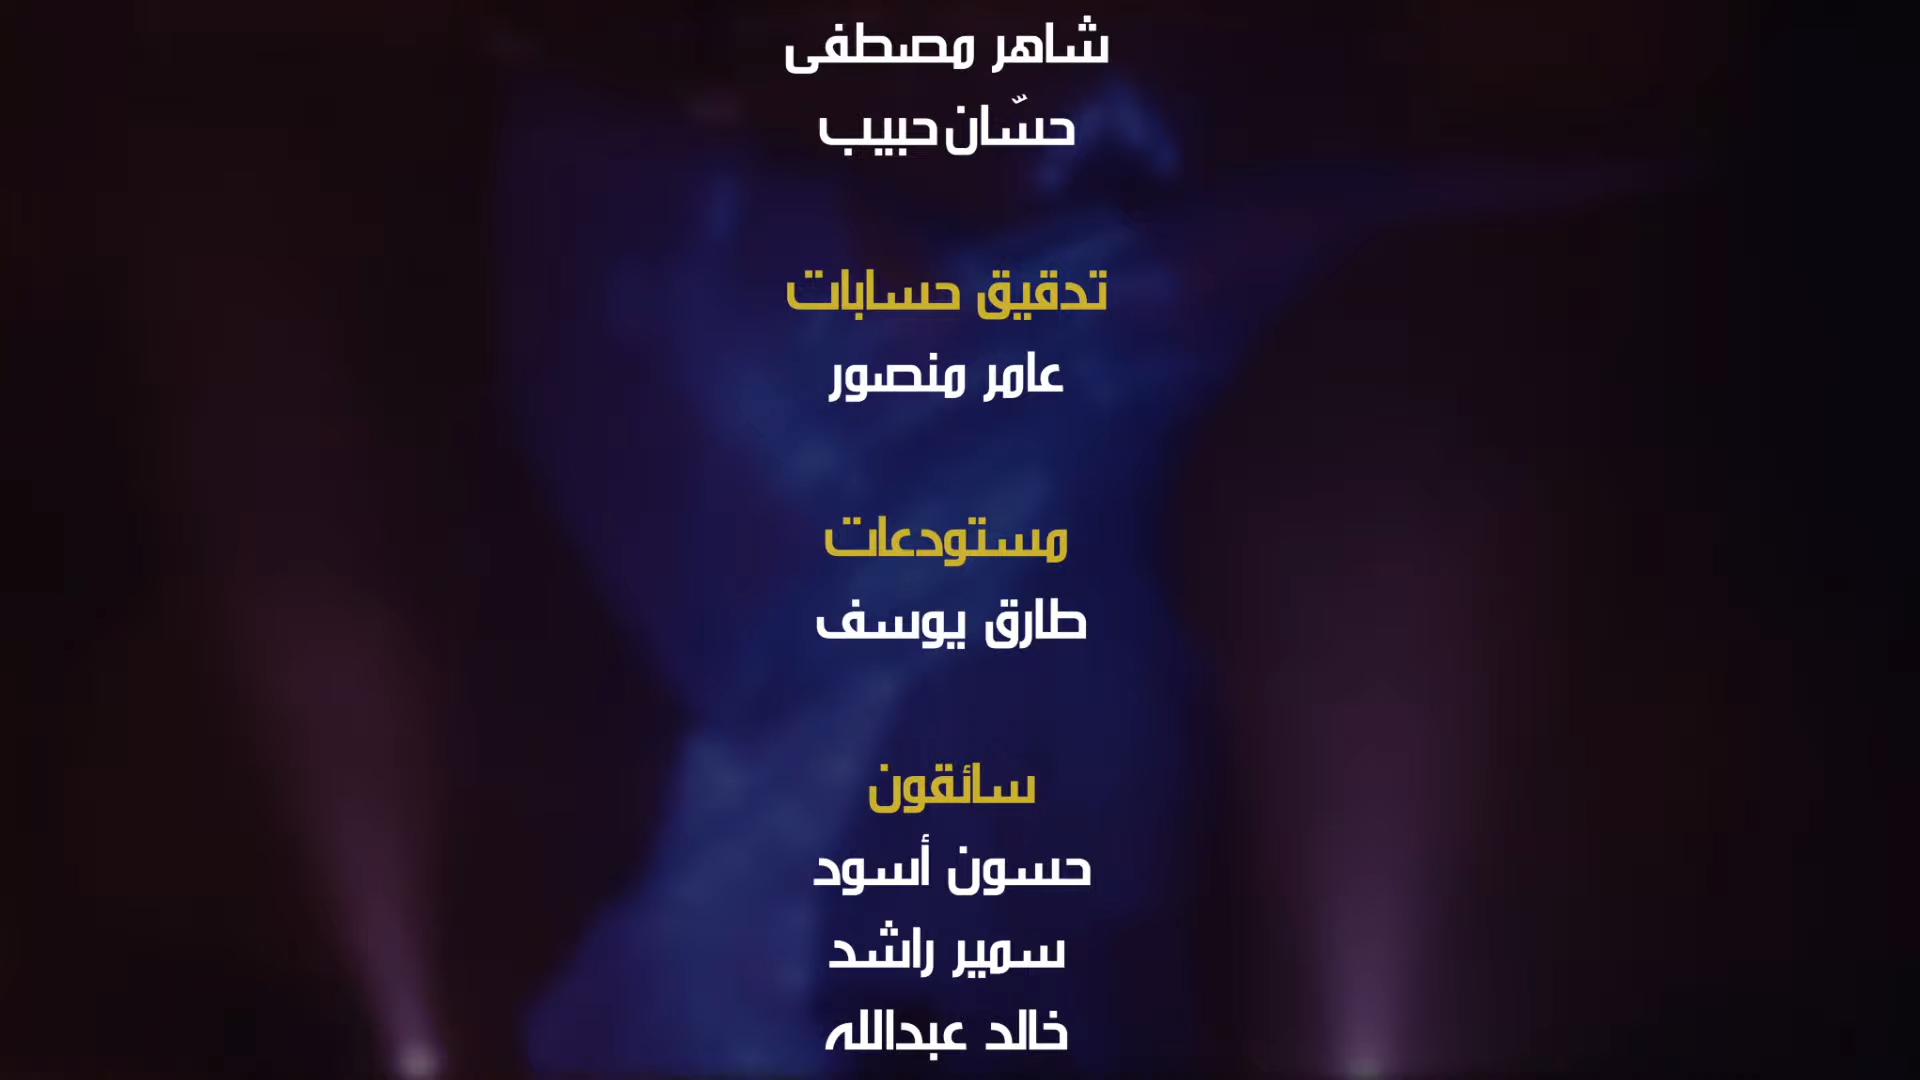 شاهر مصطفى
حسّان حبيب
تدقيق حسابات
عامر منصور
مستودعات
طارق يوسف
سائقون
حسون أسود
سمير راشد
خالد عبدالله